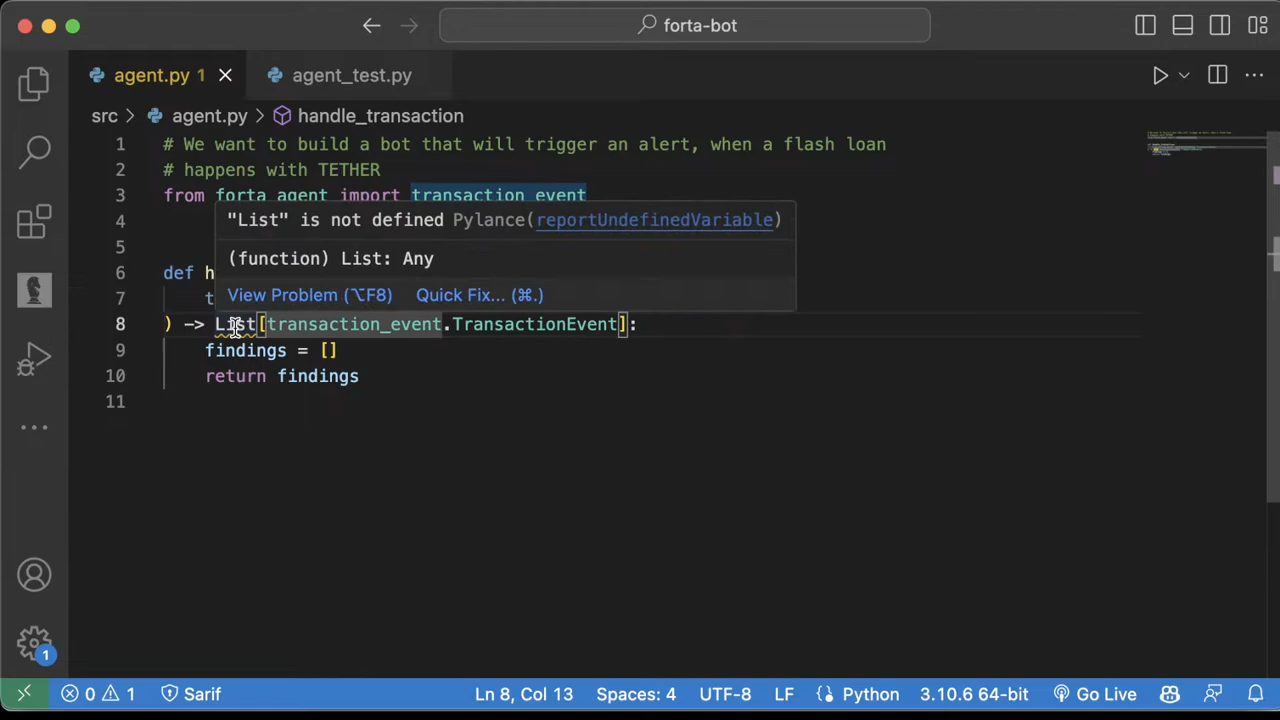 forta-bot
agent.py 1
agent_test.py
src > agent.py > handle_transaction
1 # We want to build a bot that will trigger an alert, when a flash loan
2 # happens with TETHER
3 from forta_agent import transaction_event
4 "List" is not defined Pylance(reportUndefinedVariable)
5 (function) List: Any
6 def h
7 t View Problem (⌥F8) Quick Fix... (⌘.)
8 ) -> List[transaction_event.TransactionEvent]:
9 findings = []
10 return findings
11
1
0 1 Sarif Ln 8, Col 13 Spaces: 4 UTF-8 LF Python 3.10.6 64-bit Go Live